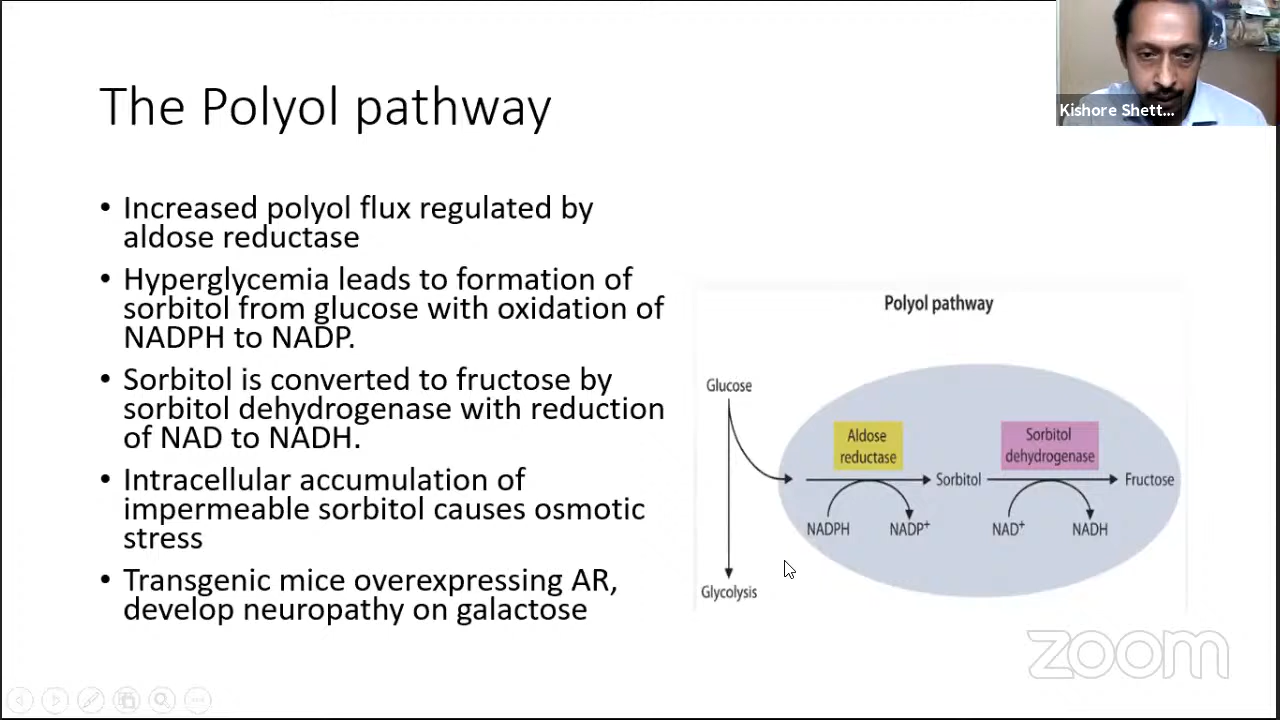 Kishore Shett...
The Polyol pathway
• Increased polyol flux regulated by
aldose reductase
• Hyperglycemia leads to formation of
sorbitol from glucose with oxidation of
NADPH to NADP.
• Sorbitol is converted to fructose by
sorbitol dehydrogenase with reduction
of NAD to NADH.
• Intracellular accumulation of
impermeable sorbitol causes osmotic
stress
• Transgenic mice overexpressing AR,
develop neuropathy on galactose
Polyol pathway
Glucose
Aldose
reductase
Sorbitol
dehydrogenase
Sorbitol
Fructose
NADPH
NADP⁺
NAD⁺
NADH
Glycolysis
zoom